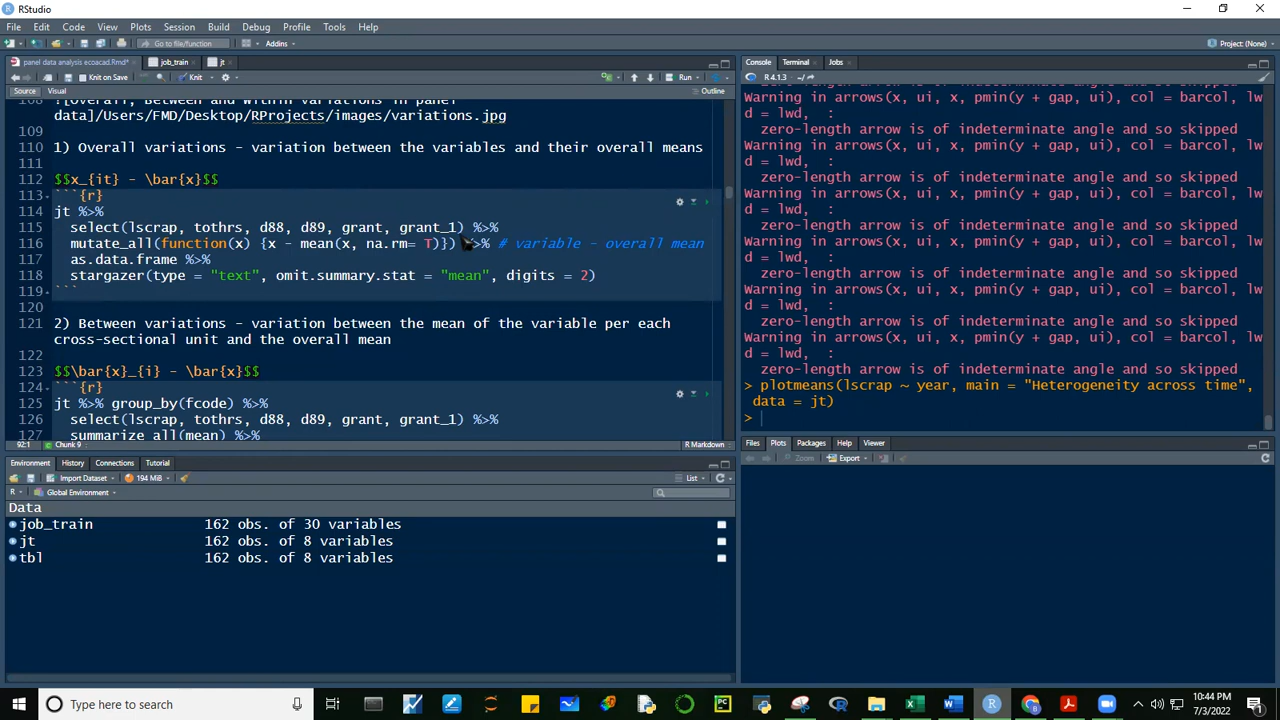 RStudio
File Edit Code View Plots Session Build Debug Profile Tools Help
Go to file/function Addins Project: (None)
panel data analysis ecoacad.Rmd* job_train jt
Knit on Save Knit Run
Source Visual Outline
108 ![Overall, Between and Within variations in panel
data]/Users/FMD/Desktop/RProjects/images/variations.jpg
109
110 1) Overall variations - variation between the variables and their overall means
111
112 $$x_{it} - \bar{x}$$
113 ```{r}
114 jt %>%
115 select(lscrap, tothrs, d88, d89, grant, grant_1) %>%
116 mutate_all(function(x) {x - mean(x, na.rm= T)}) %>% # variable - overall mean
117 as.data.frame %>%
118 stargazer(type = "text", omit.summary.stat = "mean", digits = 2)
119 ```
120
121 2) Between variations - variation between the mean of the variable per each
cross-sectional unit and the overall mean
122
123 $$\bar{x}_{i} - \bar{x}$$
124 ```{r}
125 jt %>% group_by(fcode) %>%
126 select(lscrap, tothrs, d88, d89, grant, grant_1) %>%
127 summarize_all(mean) %>%
92:1 Chunk 9 R Markdown
Console Terminal Jobs
R 4.1.3 · ~/
Warning in arrows(x, ui, x, pmin(y + gap, ui), col = barcol, lw
d = lwd, :
zero-length arrow is of indeterminate angle and so skipped
Warning in arrows(x, ui, x, pmin(y + gap, ui), col = barcol, lw
d = lwd, :
zero-length arrow is of indeterminate angle and so skipped
Warning in arrows(x, ui, x, pmin(y + gap, ui), col = barcol, lw
d = lwd, :
zero-length arrow is of indeterminate angle and so skipped
Warning in arrows(x, ui, x, pmin(y + gap, ui), col = barcol, lw
d = lwd, :
zero-length arrow is of indeterminate angle and so skipped
Warning in arrows(x, ui, x, pmin(y + gap, ui), col = barcol, lw
d = lwd, :
zero-length arrow is of indeterminate angle and so skipped
Warning in arrows(x, ui, x, pmin(y + gap, ui), col = barcol, lw
d = lwd, :
zero-length arrow is of indeterminate angle and so skipped
> plotmeans(lscrap ~ year, main = "Heterogeneity across time",
data = jt)
>
Files Plots Packages Help Viewer
Zoom Export
Environment History Connections Tutorial
Import Dataset 194 MiB List
R Global Environment
Data
job_train 162 obs. of 30 variables
jt 162 obs. of 8 variables
tbl 162 obs. of 8 variables
Type here to search
10:44 PM
7/3/2022